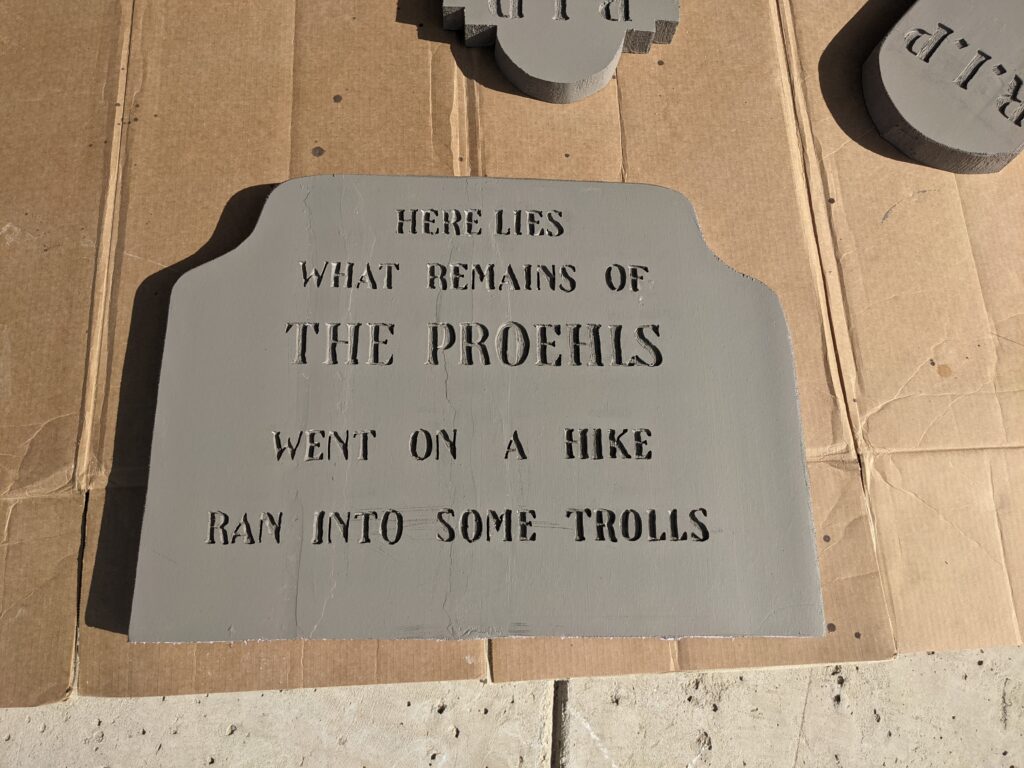 R.I.P
R.I.P
HERE LIES
WHAT REMAINS OF
THE PROEHLS
WENT ON A HIKE
RAN INTO SOME TROLLS